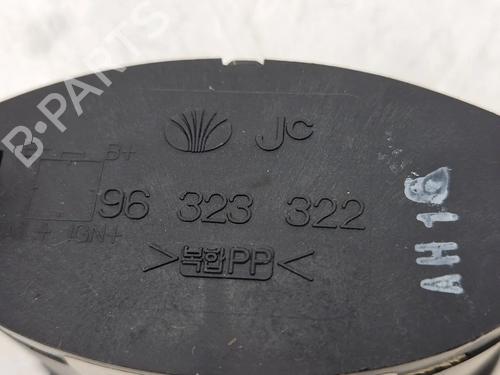 B-PARTS
JC
B+
96 323 322
IGN+
>복합PP<
AH18